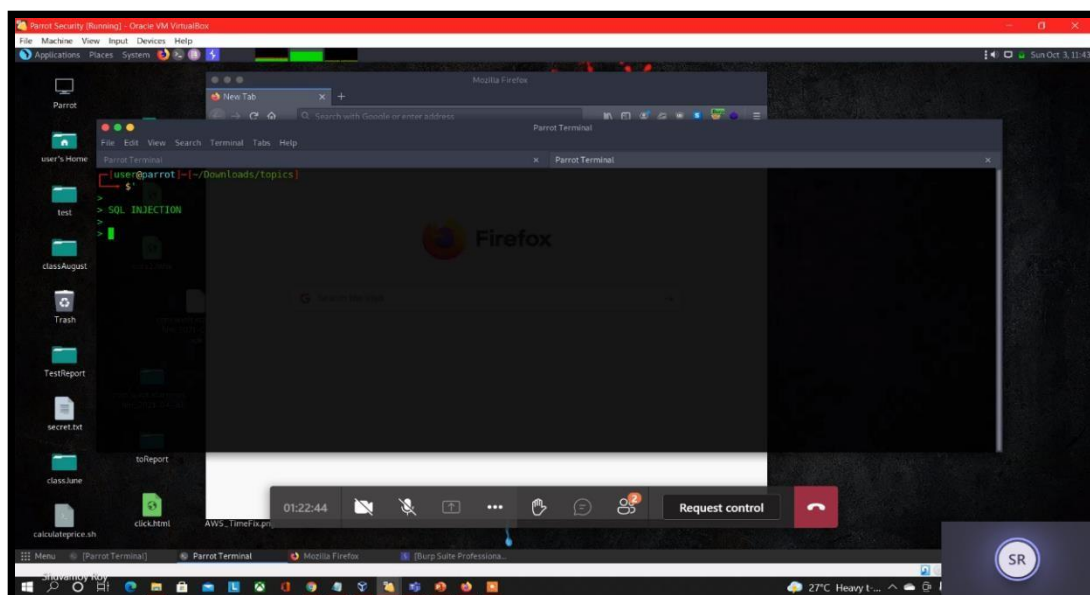 Parrot Security [Running] - Oracle VM VirtualBox
File Machine View Input Devices Help
Applications Places System
Sun Oct 3, 11:43
Parrot
user's Home
test
classAugust
Trash
TestReport
secret.txt
classJune
calculateprice.sh
toReport
click.html
AWS_TimeFix.pn
Mozilla Firefox
New Tab × +
Search with Google or enter address
Parrot Terminal
File Edit View Search Terminal Tabs Help
Parrot Terminal × Parrot Terminal ×
[user@parrot]-[~/Downloads/topics]
$'
>
> SQL INJECTION
>
>
Firefox
01:22:44
2
Request control
Menu [Parrot Terminal] Parrot Terminal Mozilla Firefox [Burp Suite Professiona...
SR
27°C Heavy t-...